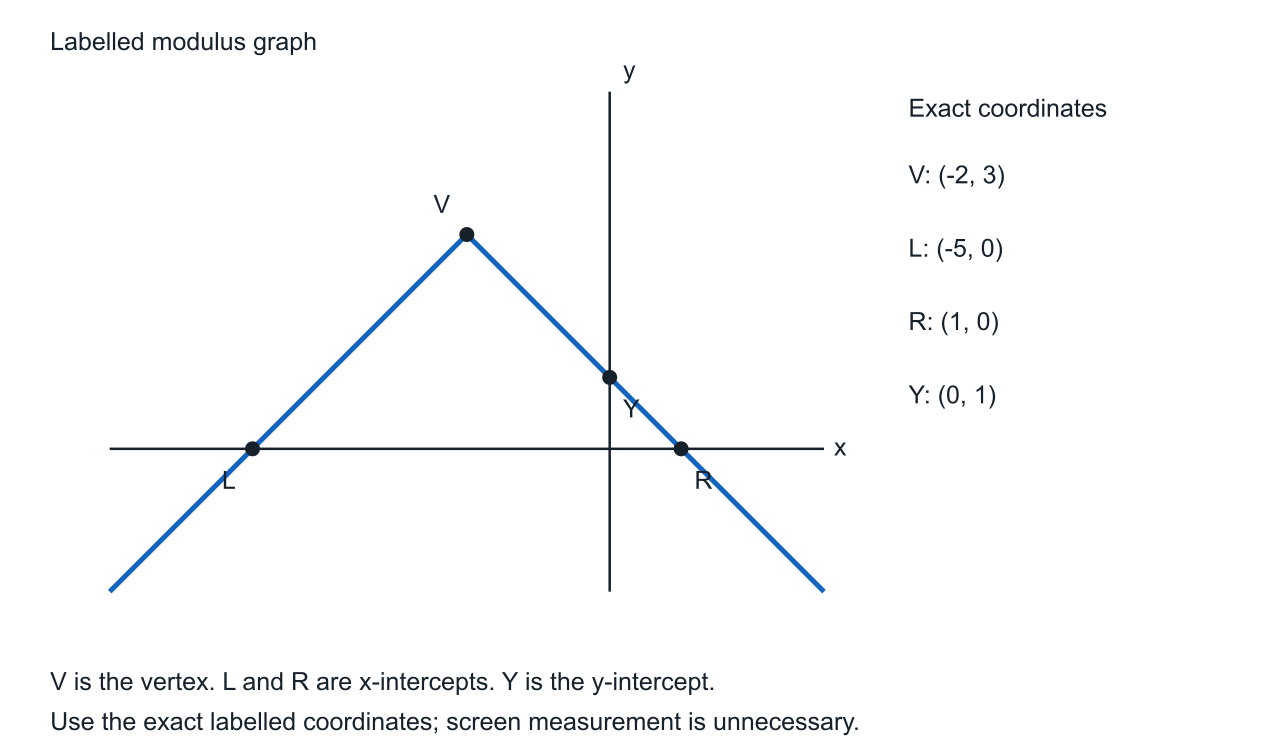 Labelled modulus graph
y
Exact coordinates
V: (-2, 3)
V
L: (-5, 0)
R: (1, 0)
Y: (0, 1)
Y
x
L
R
V is the vertex. L and R are x-intercepts. Y is the y-intercept.
Use the exact labelled coordinates; screen measurement is unnecessary.